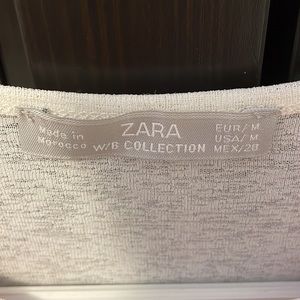 Made in
Morocco
ZARA
W/B COLLECTION
EUR/M
USA/M
MEX/28